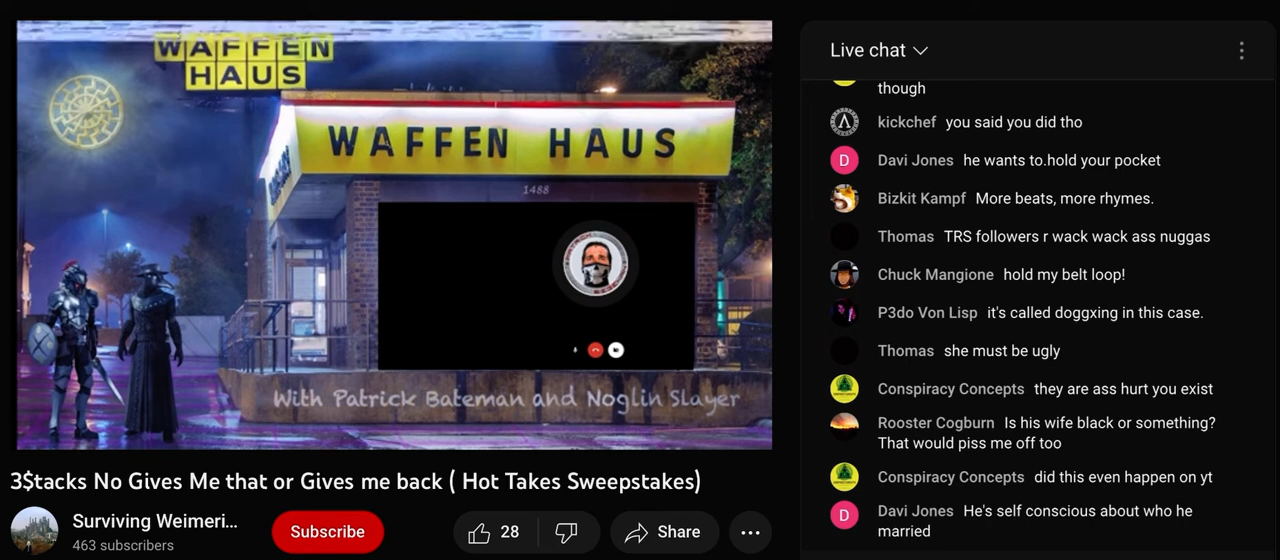 WAFFEN
HAUS
WAFFEN HAUS
1488
With Patrick Bateman and Noglin Slayer
3$tacks No Gives Me that or Gives me back ( Hot Takes Sweepstakes)
Surviving Weimeri...
463 subscribers
Subscribe
28
Share
Live chat
though
kickchef you said you did tho
Davi Jones he wants to.hold your pocket
Bizkit Kampf More beats, more rhymes.
Thomas TRS followers r wack wack ass nuggas
Chuck Mangione hold my belt loop!
P3do Von Lisp it's called doggxing in this case.
Thomas she must be ugly
Conspiracy Concepts they are ass hurt you exist
Rooster Cogburn Is his wife black or something?
That would piss me off too
Conspiracy Concepts did this even happen on yt
Davi Jones He's self conscious about who he
married
D
D